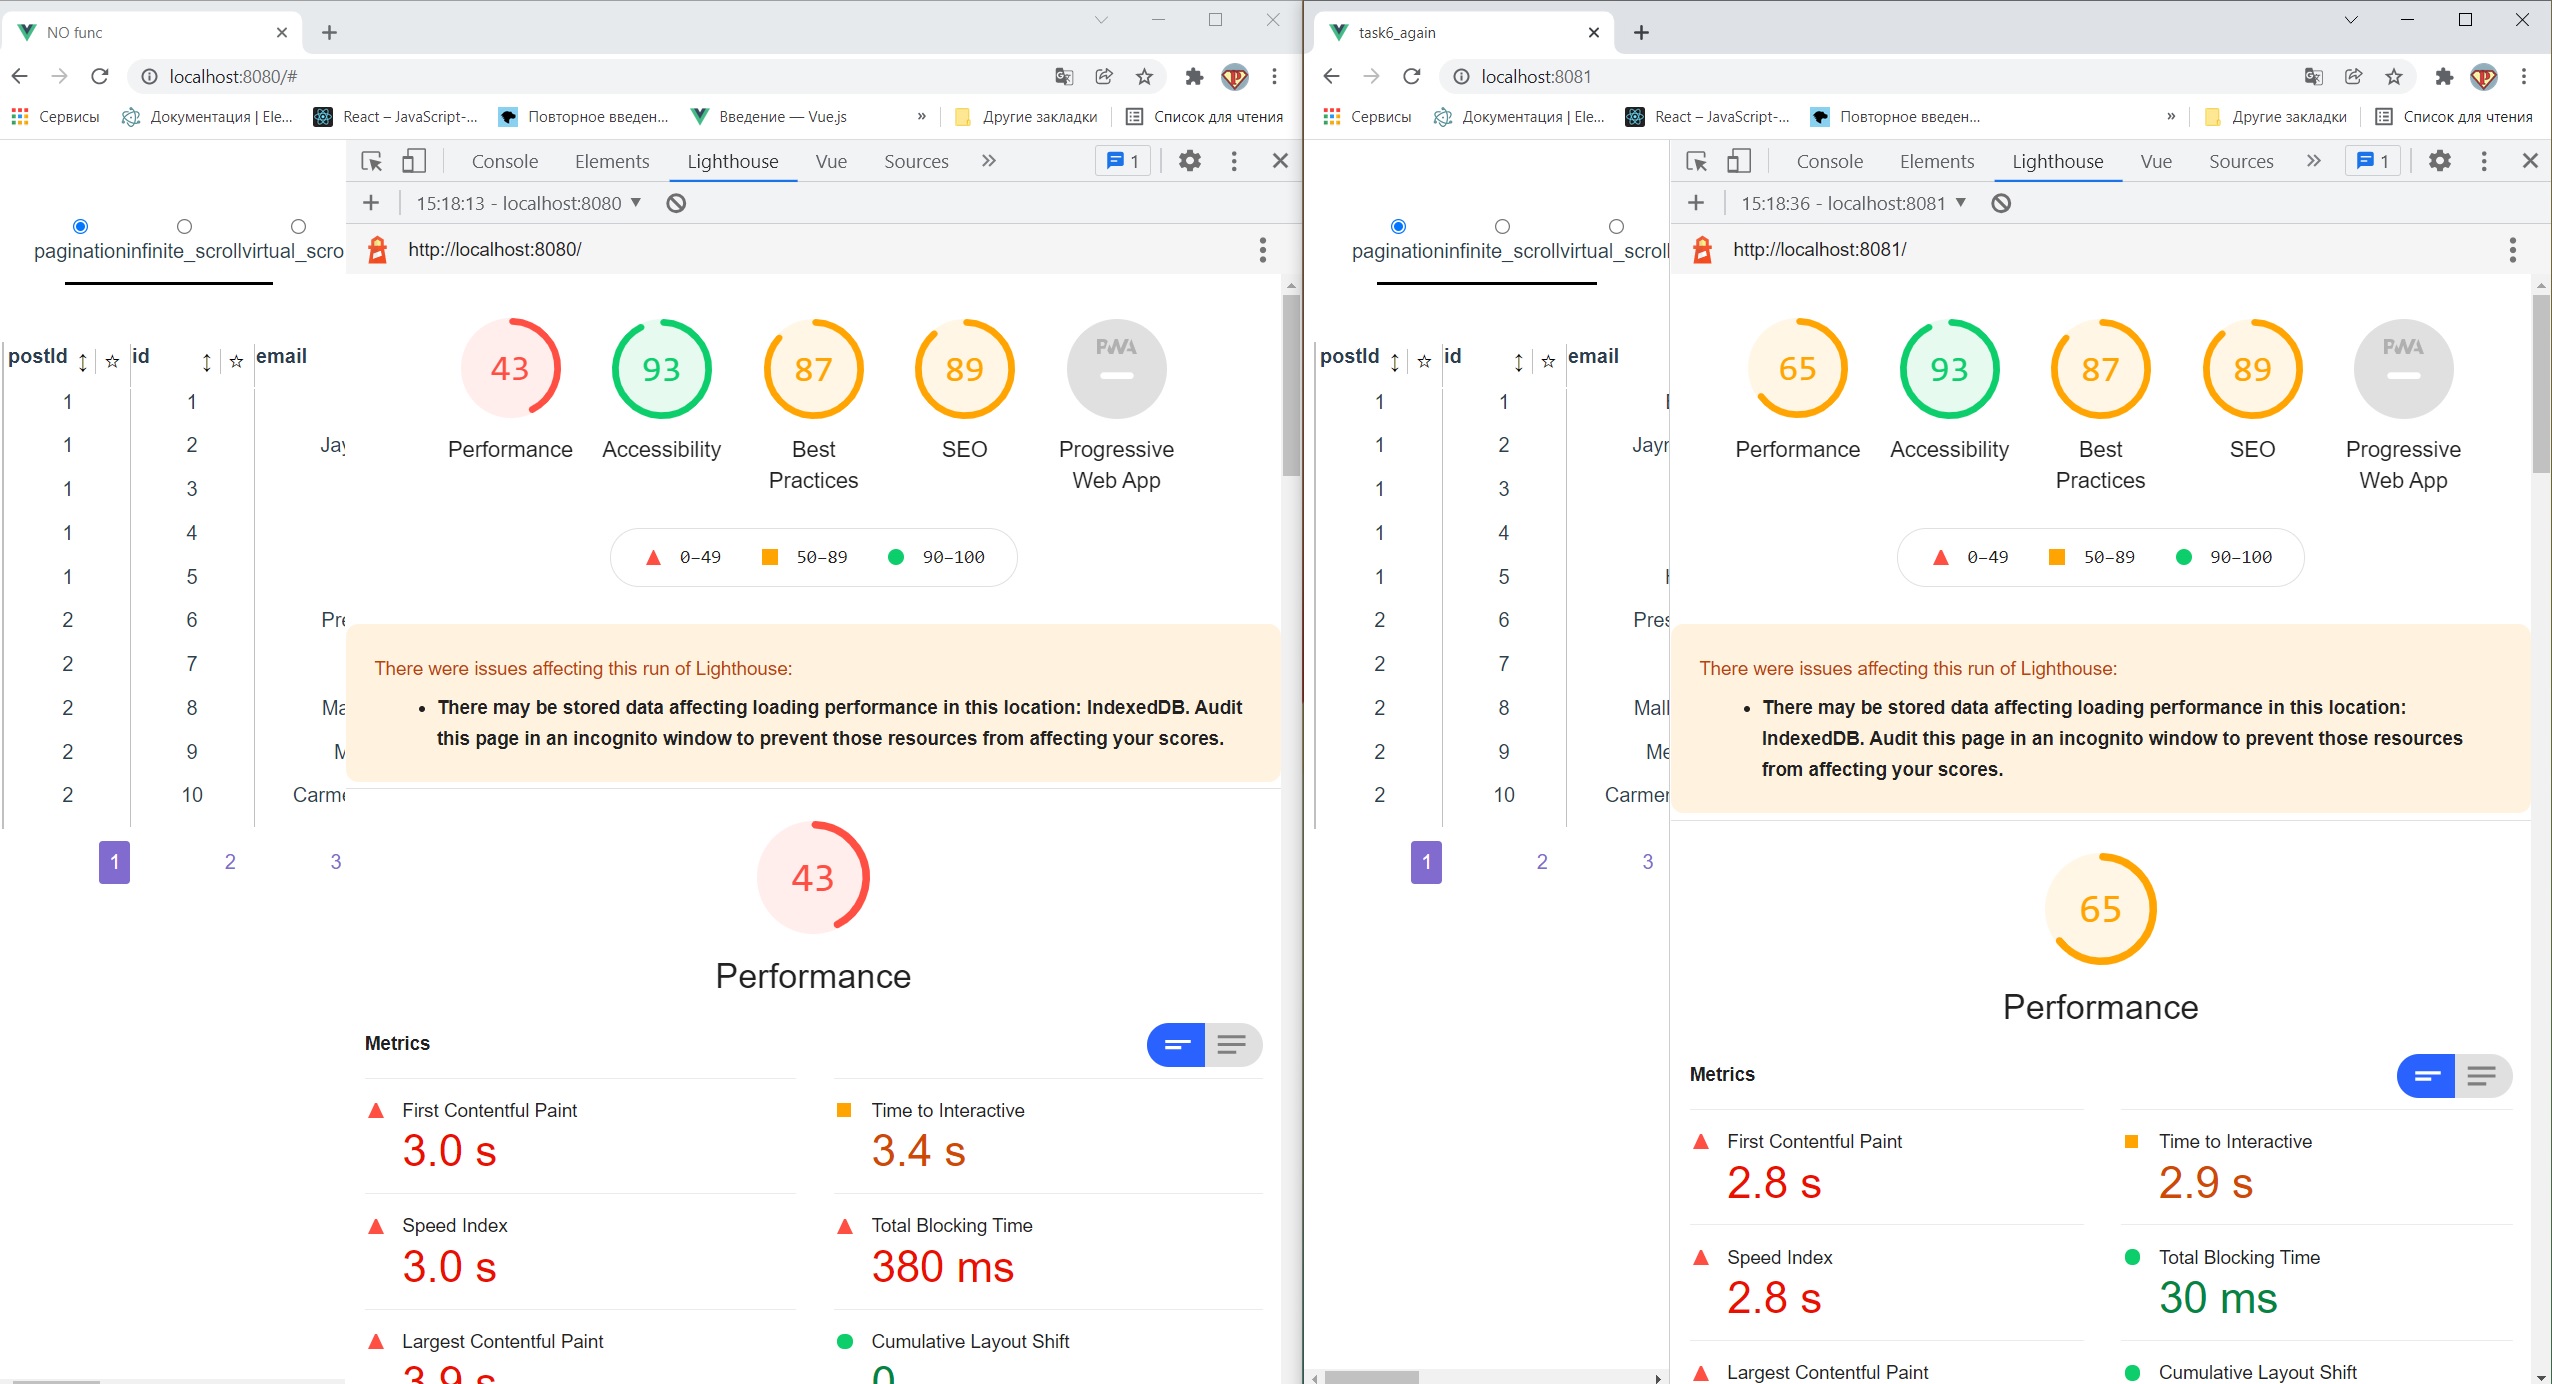 NO func
localhost:8080/#
Сервисы
Документация | Ele...
React – JavaScript-...
Повторное введен...
Введение — Vue.js
»
Другие закладки
Список для чтения
Console
Elements
Lighthouse
Vue
Sources
»
1
15:18:13 - localhost:8080
http://localhost:8080/
pagination
infinite_scroll
virtual_scro
postId
id
email
1 1
1 2 Jay
1 3
1 4
1 5
2 6 Pre
2 7
2 8 Ma
2 9 M
2 10 Carme
1 2 3
43
93
87
89
PWA
Performance
Accessibility
Best
Practices
SEO
Progressive
Web App
0–49
50–89
90–100
There were issues affecting this run of Lighthouse:
• There may be stored data affecting loading performance in this location: IndexedDB. Audit
this page in an incognito window to prevent those resources from affecting your scores.
43
Performance
Metrics
First Contentful Paint
3.0 s
Time to Interactive
3.4 s
Speed Index
3.0 s
Total Blocking Time
380 ms
Largest Contentful Paint
3.9 s
Cumulative Layout Shift
0
task6_again
localhost:8081
Сервисы
Документация | Ele...
React – JavaScript-...
Повторное введен...
»
Другие закладки
Список для чтения
Console
Elements
Lighthouse
Vue
Sources
»
1
15:18:36 - localhost:8081
http://localhost:8081/
pagination
infinite_scroll
virtual_scroll
postId
id
email
1 1
1 2 Jayr
1 3
1 4
1 5
2 6 Pres
2 7
2 8 Mall
2 9 Me
2 10 Carmer
1 2 3
65
93
87
89
PWA
Performance
Accessibility
Best
Practices
SEO
Progressive
Web App
0–49
50–89
90–100
There were issues affecting this run of Lighthouse:
• There may be stored data affecting loading performance in this location:
IndexedDB. Audit this page in an incognito window to prevent those resources
from affecting your scores.
65
Performance
Metrics
First Contentful Paint
2.8 s
Time to Interactive
2.9 s
Speed Index
2.8 s
Total Blocking Time
30 ms
Largest Contentful Paint
Cumulative Layout Shift